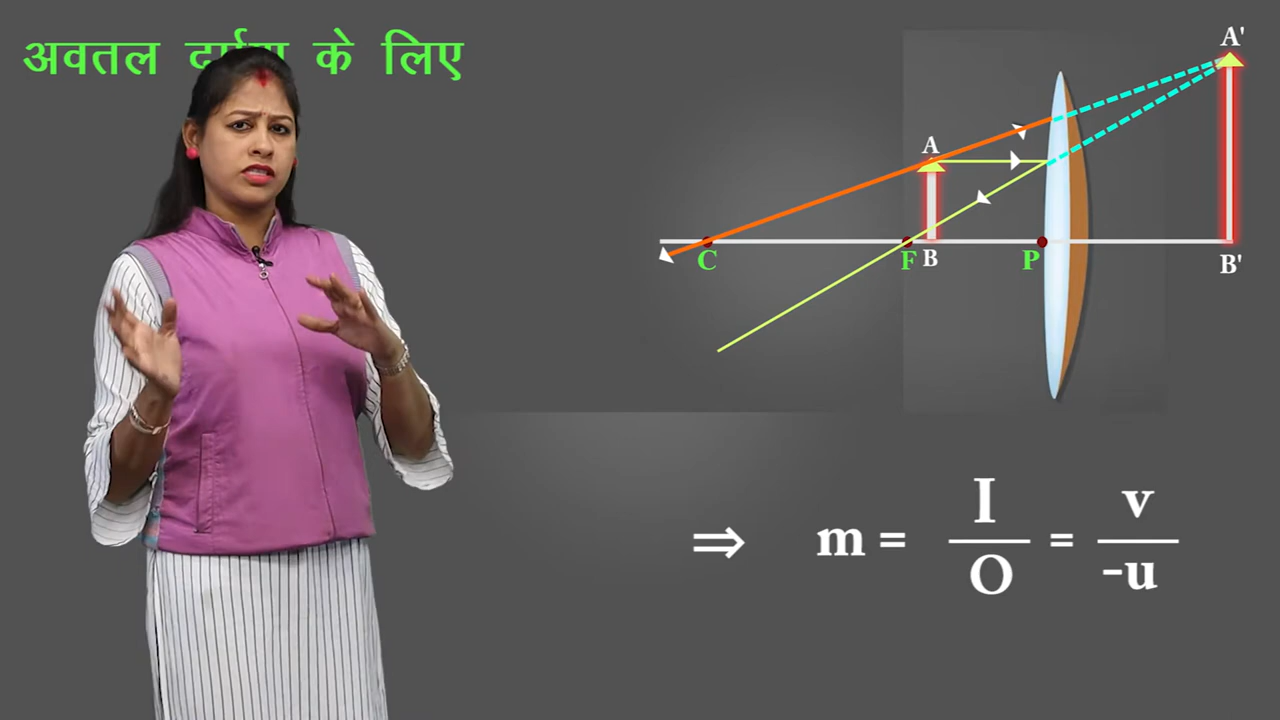 अवतल के लिए
A'
A
C F B P B'
⇒ m = I/O = v/-u